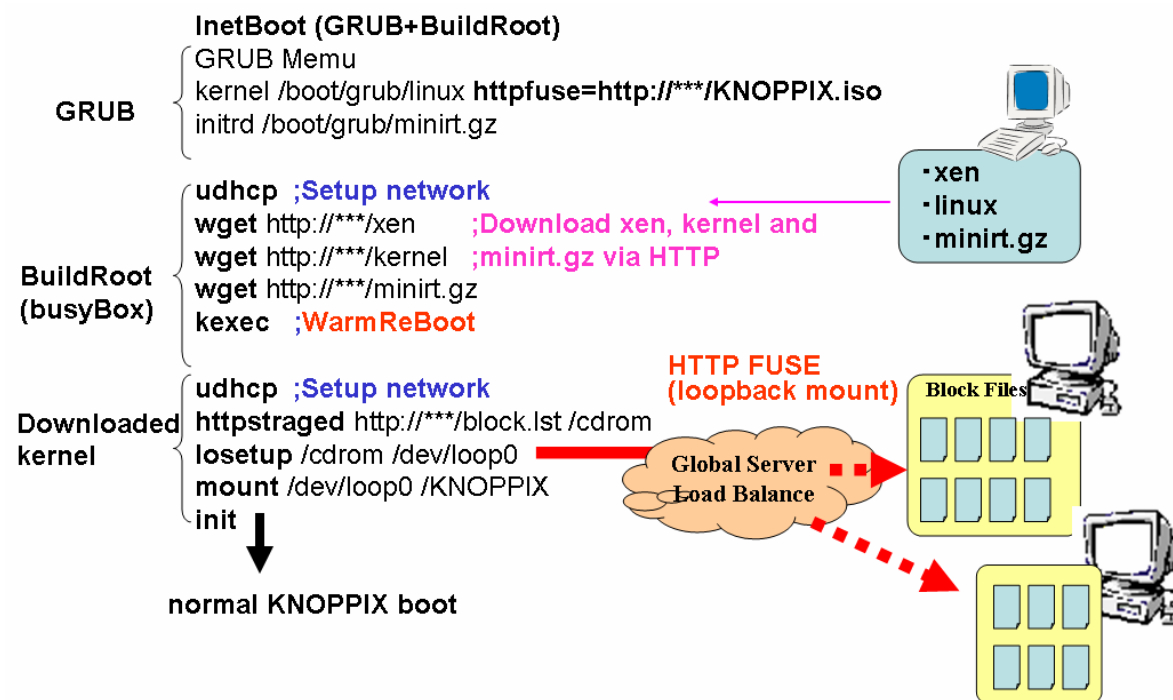 InetBoot (GRUB+BuildRoot)
GRUB
GRUB Memu
kernel /boot/grub/linux httpfuse=http://***/KNOPPIX.iso
initrd /boot/grub/minirt.gz
・xen
・linux
・minirt.gz
BuildRoot
(busyBox)
udhcp ;Setup network
wget http://***/xen ;Download xen, kernel and
wget http://***/kernel ;minirt.gz via HTTP
wget http://***/minirt.gz
kexec ;WarmReBoot
Downloaded
kernel
udhcp ;Setup network
httpstraged http://***/block.lst /cdrom
losetup /cdrom /dev/loop0
mount /dev/loop0 /KNOPPIX
init
HTTP FUSE
(loopback mount)
Global Server
Load Balance
Block Files
normal KNOPPIX boot